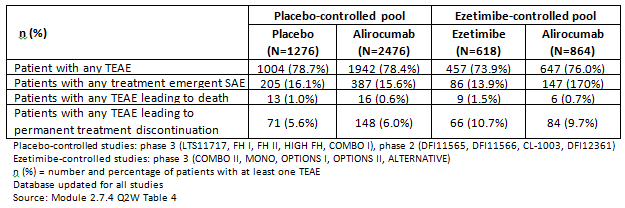 n (%)
Placebo-controlled pool
Ezetimibe-controlled pool
Placebo
(N=1276)
Alirocumab
(N=2476)
Ezetimibe
(N=618)
Alirocumab
(N=864)
Patient with any TEAE 1004 (78.7%) 1942 (78.4%) 457 (73.9%) 647 (76.0%)
Patients with any treatment emergent SAE 205 (16.1%) 387 (15.6%) 86 (13.9%) 147 (170%)
Patients with any TEAE leading to death 13 (1.0%) 16 (0.6%) 9 (1.5%) 6 (0.7%)
Patients with any TEAE leading to
permanent treatment discontinuation 71 (5.6%) 148 (6.0%) 66 (10.7%) 84 (9.7%)
Placebo-controlled studies: phase 3 (LTS11717, FH I, FH II, HIGH FH, COMBO I), phase 2 (DFI11565, DFI11566, CL-1003, DFI12361)
Ezetimibe-controlled studies: phase 3 (COMBO II, MONO, OPTIONS I, OPTIONS II, ALTERNATIVE)
n (%) = number and percentage of patients with at least one TEAE
Database updated for all studies
Source: Module 2.7.4 Q2W Table 4